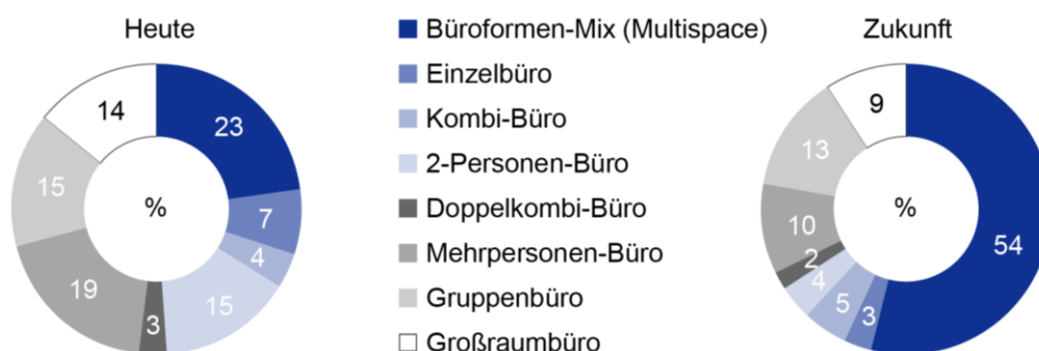 Heute
14
23
15
%
7
4
19
15
3
Büroformen-Mix (Multispace)
Einzelbüro
Kombi-Büro
2-Personen-Büro
Doppelkombi-Büro
Mehrpersonen-Büro
Gruppenbüro
Großraumbüro
Zukunft
9
13
%
10
54
2
4
5
3